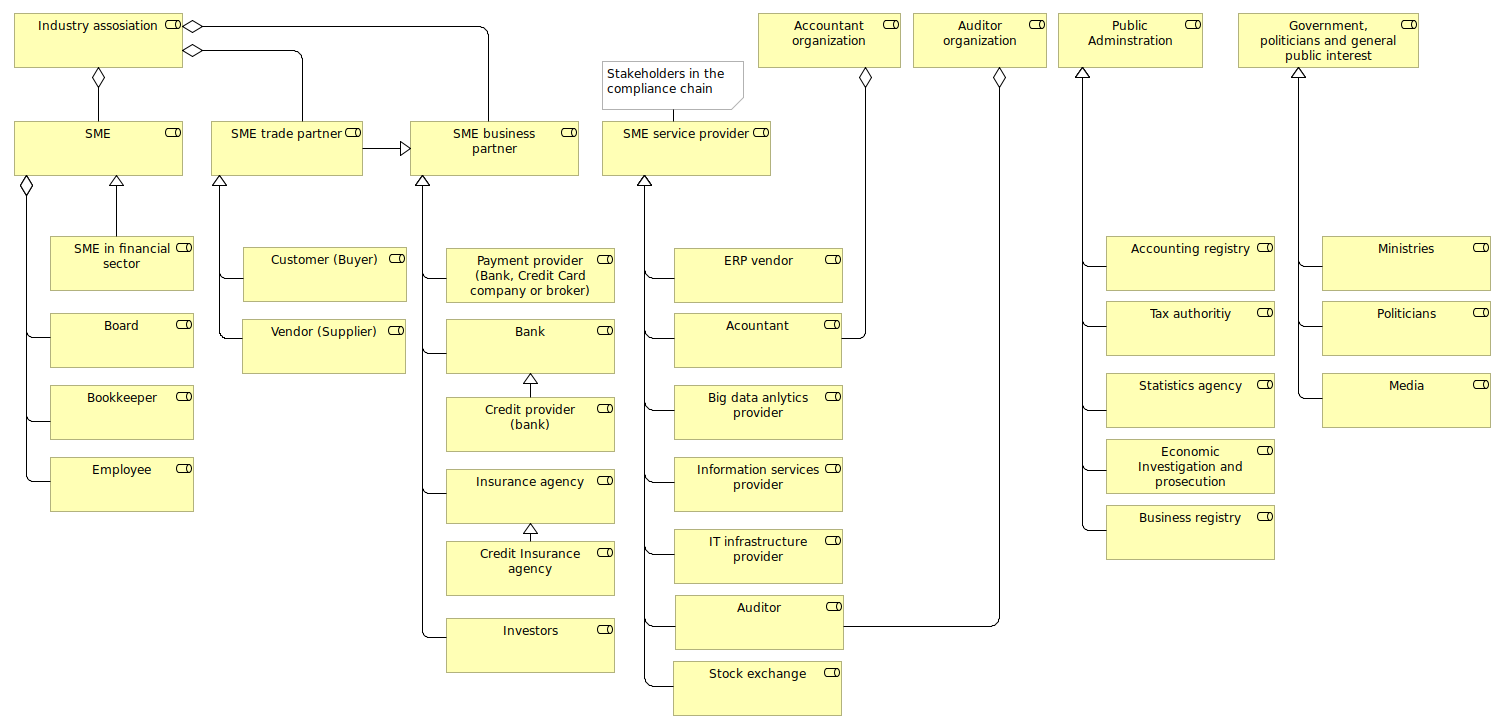 Industry assosiation
Accountant
organization
Auditor
organization
Public
Adminstration
Government,
politicians and general
public interest
Stakeholders in the
compliance chain
SME
SME trade partner
SME business
partner
SME service provider
SME in financial
sector
Board
Bookkeeper
Employee
Customer (Buyer)
Vendor (Supplier)
Payment provider
(Bank, Credit Card
company or broker)
Bank
Credit provider
(bank)
Insurance agency
Credit Insurance
agency
Investors
ERP vendor
Acountant
Big data anlytics
provider
Information services
provider
IT infrastructure
provider
Auditor
Stock exchange
Accounting registry
Tax authoritiy
Statistics agency
Economic
Investigation and
prosecution
Business registry
Ministries
Politicians
Media